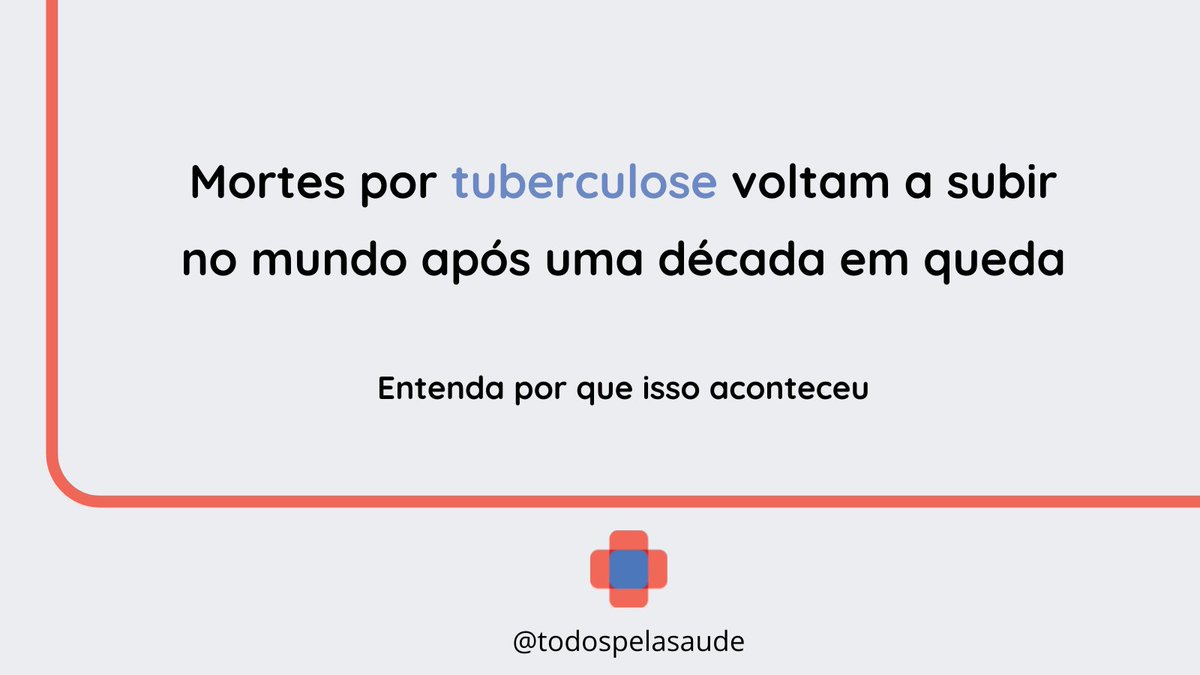 Mortes por tuberculose voltam a subir
no mundo após uma década em queda
Entenda por que isso aconteceu
@todospelasaude